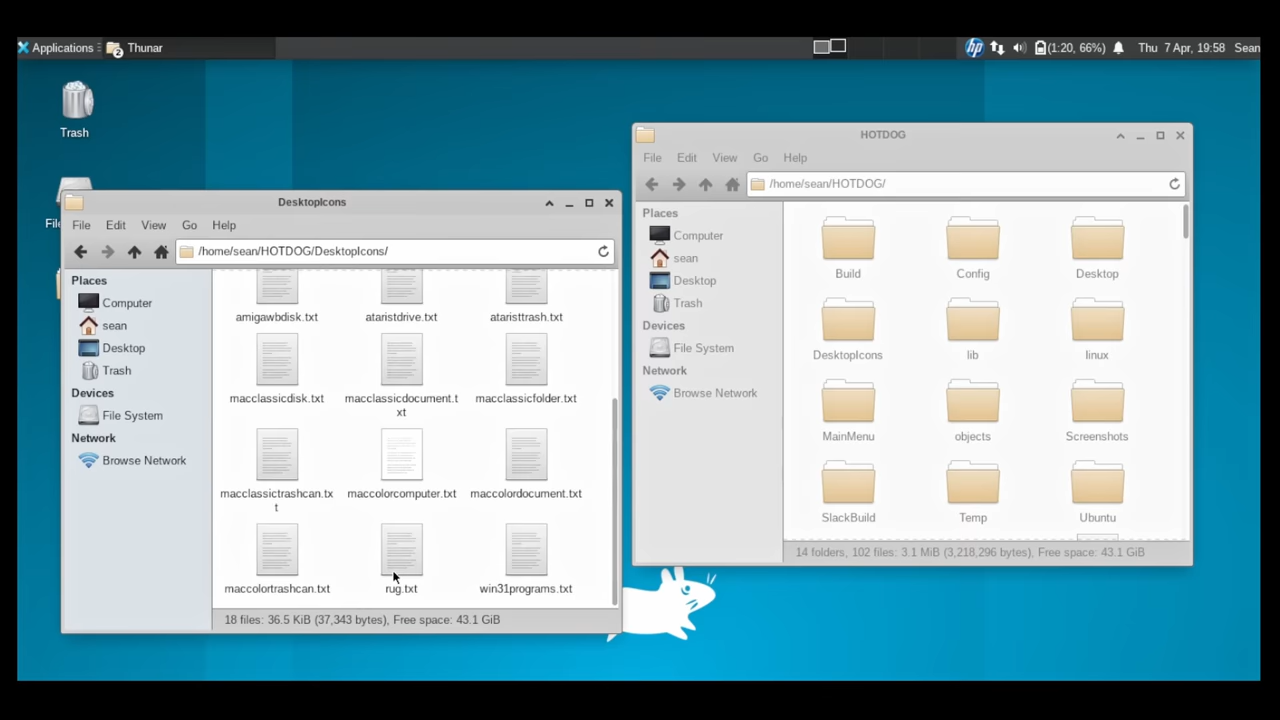 Applications
Thunar
2
hp
(1:20, 66%)
Thu 7 Apr, 19:58
Sean
Trash
HOTDOG
File Edit View Go Help
/home/sean/HOTDOG/
Places
Computer
sean
Desktop
Trash
Devices
File System
Network
Browse Network
Build Config Desktop
DesktopIcons lib linux
MainMenu objects Screenshots
SlackBuild Temp Ubuntu
14 folders, 102 files: 3.1 MiB (3,218,296 bytes), Free space: 43.1 GiB
DesktopIcons
File Edit View Go Help
/home/sean/HOTDOG/DesktopIcons/
Places
Computer
sean
Desktop
Trash
Devices
File System
Network
Browse Network
amigawbdisk.txt ataristdrive.txt ataristtrash.txt
macclassicdisk.txt macclassicdocument.t macclassicfolder.txt
xt
macclassictrashcan.tx maccolorcomputer.txt maccolordocument.txt
t
maccolortrashcan.txt rug.txt win31programs.txt
18 files: 36.5 KiB (37,343 bytes), Free space: 43.1 GiB